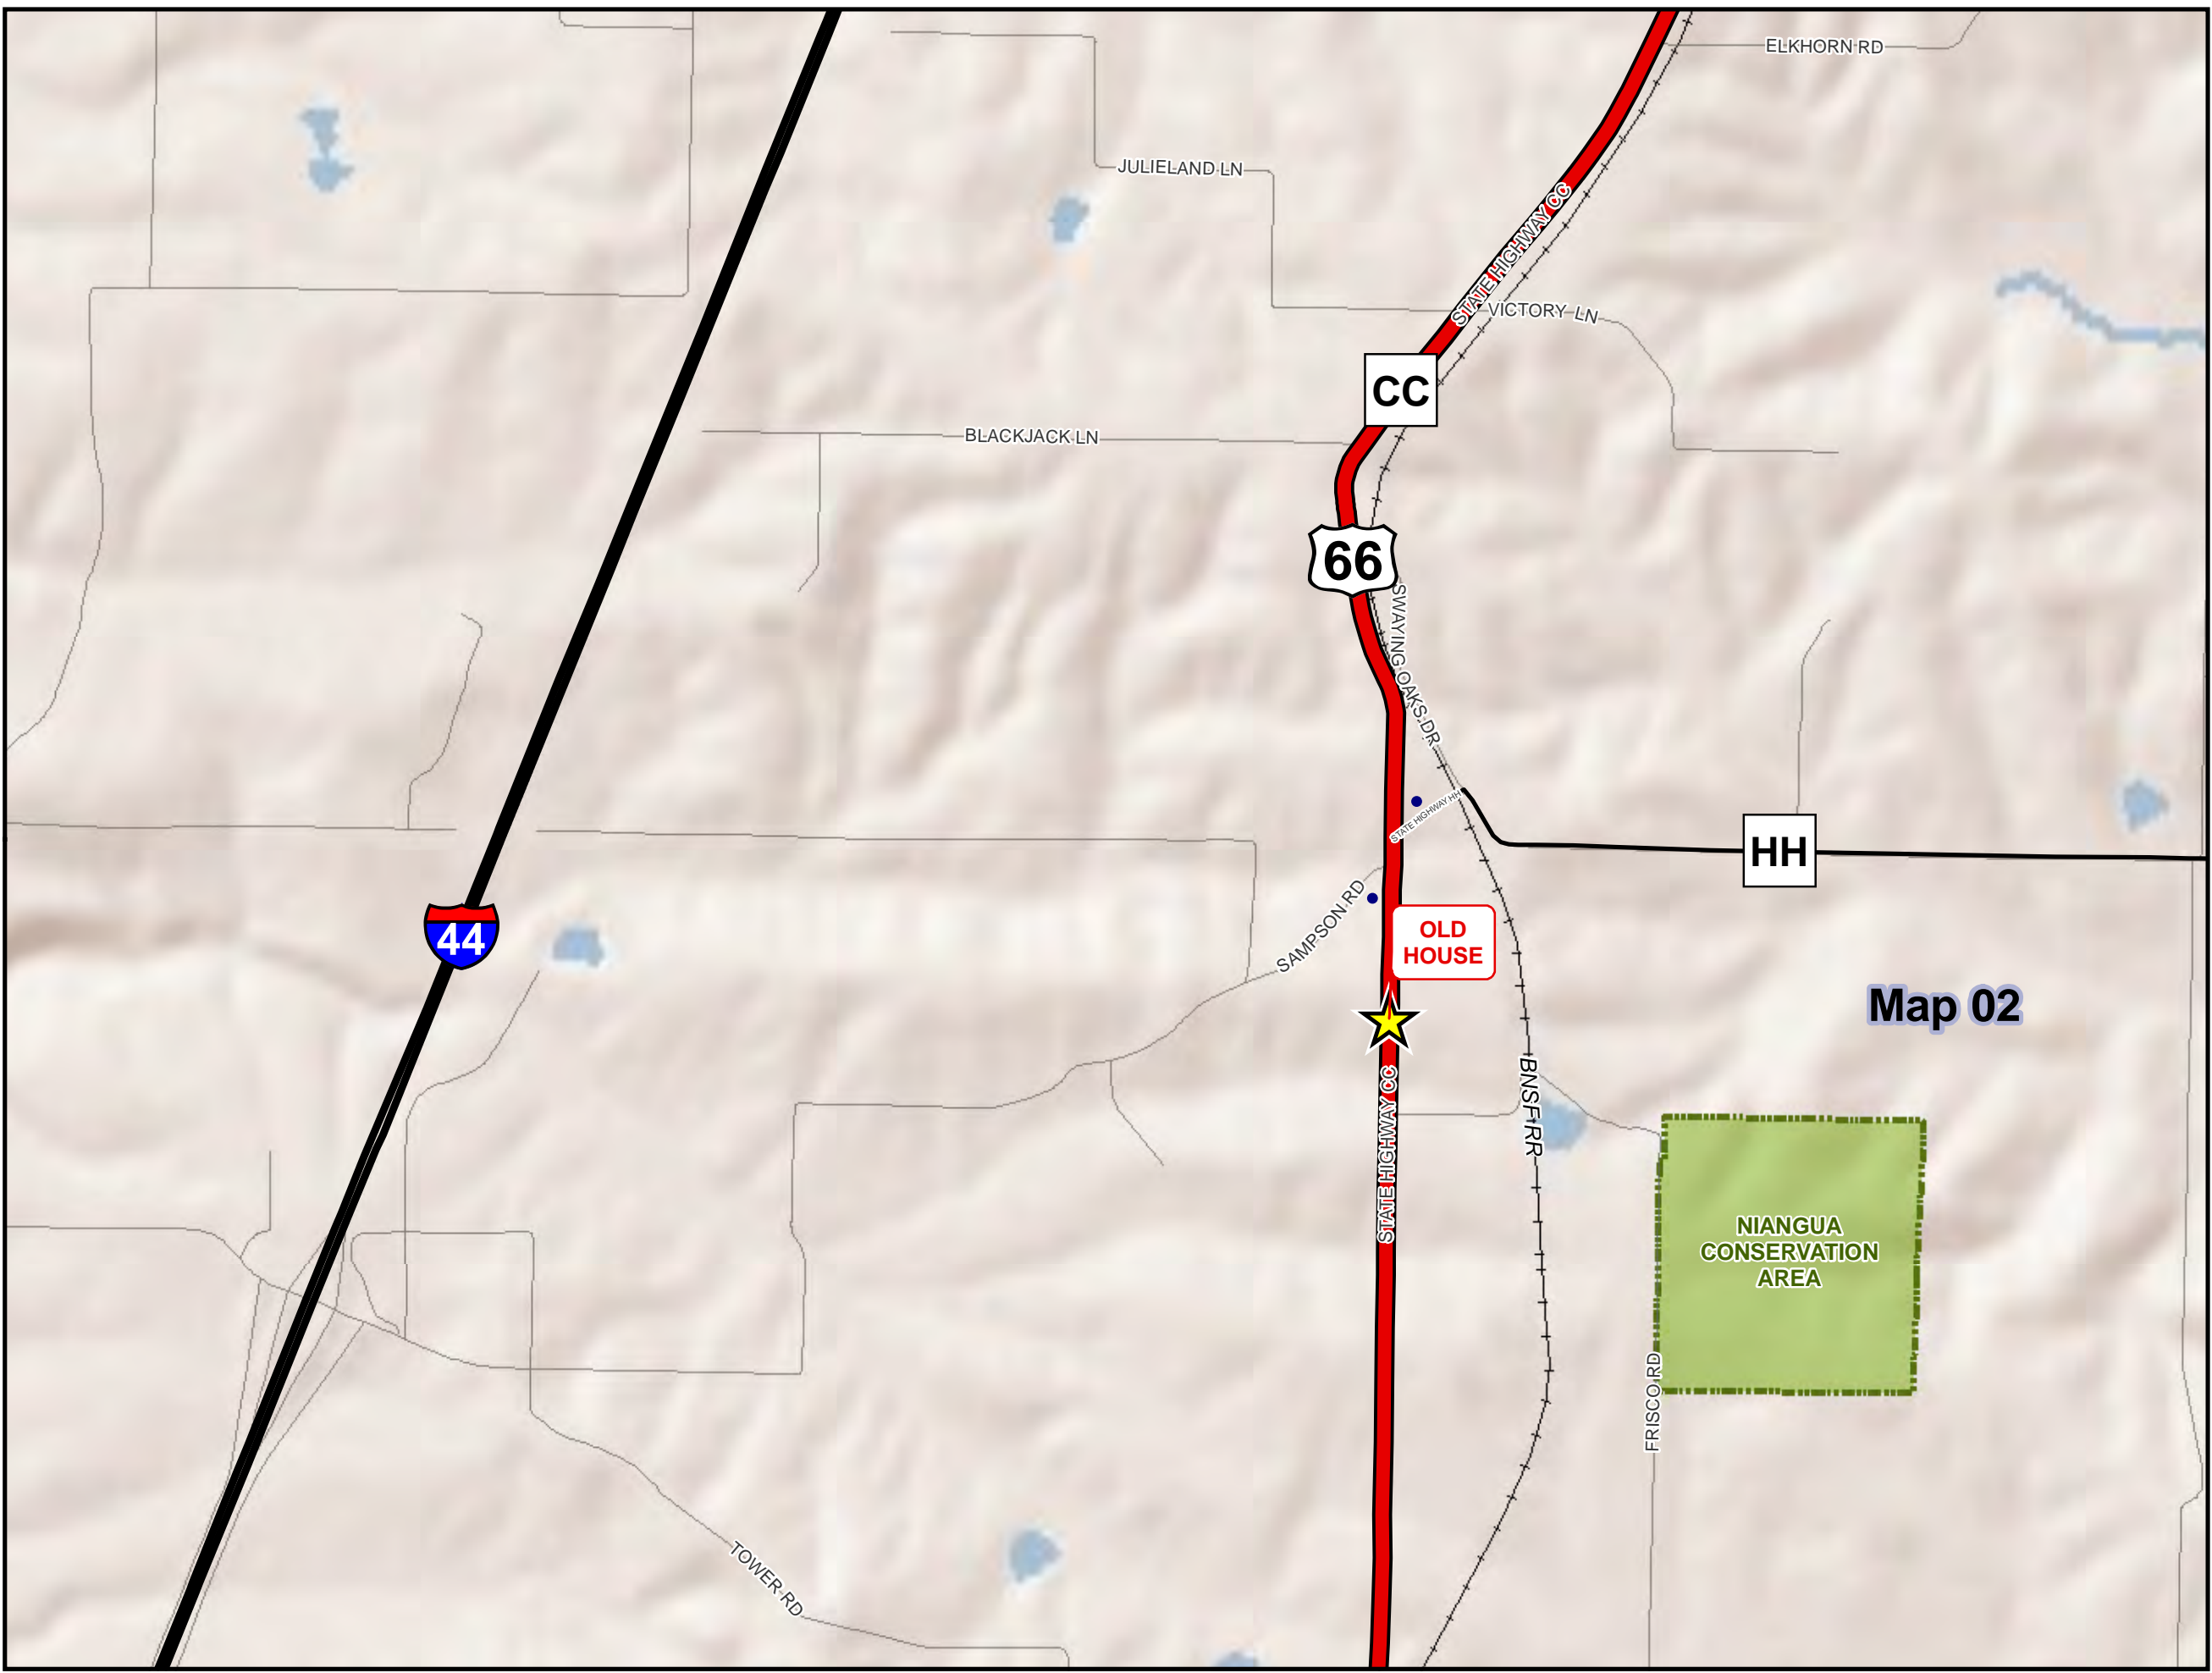 ELKHORN RD
JULIELAND LN
STATE HIGHWAY CC
VICTORY LN
CC
BLACKJACK LN
66
SWAYING OAKS DR
STATE HIGHWAY HH
HH
SAMPSON RD
44
OLD
HOUSE
Map 02
BNSF RR
STATE HIGHWAY CC
NIANGUA
CONSERVATION
AREA
FRISCO RD
TOWER RD